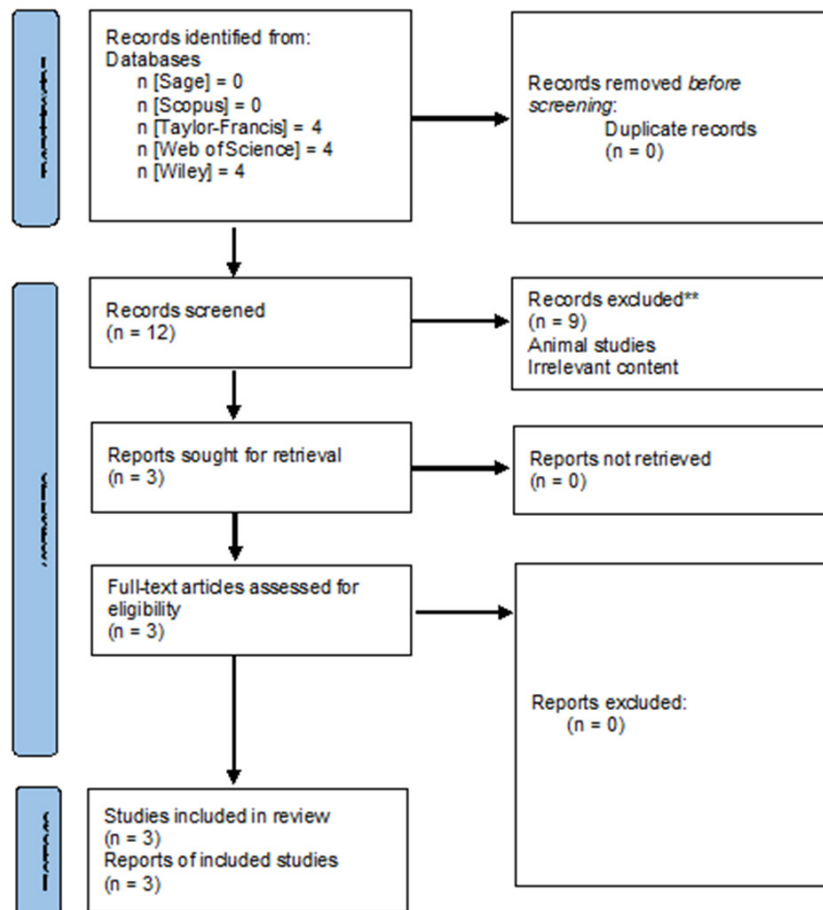 Records identified from:
Databases
n [Sage] = 0
n [Scopus] = 0
n [Taylor-Francis] = 4
n [Web of Science] = 4
n [Wiley] = 4
Records removed before
screening:
Duplicate records
(n = 0)
Records screened
(n = 12)
Records excluded**
(n = 9)
Animal studies
Irrelevant content
Reports sought for retrieval
(n = 3)
Reports not retrieved
(n = 0)
Full-text articles assessed for
eligibility
(n = 3)
Reports excluded:
(n = 0)
Studies included in review
(n = 3)
Reports of included studies
(n = 3)